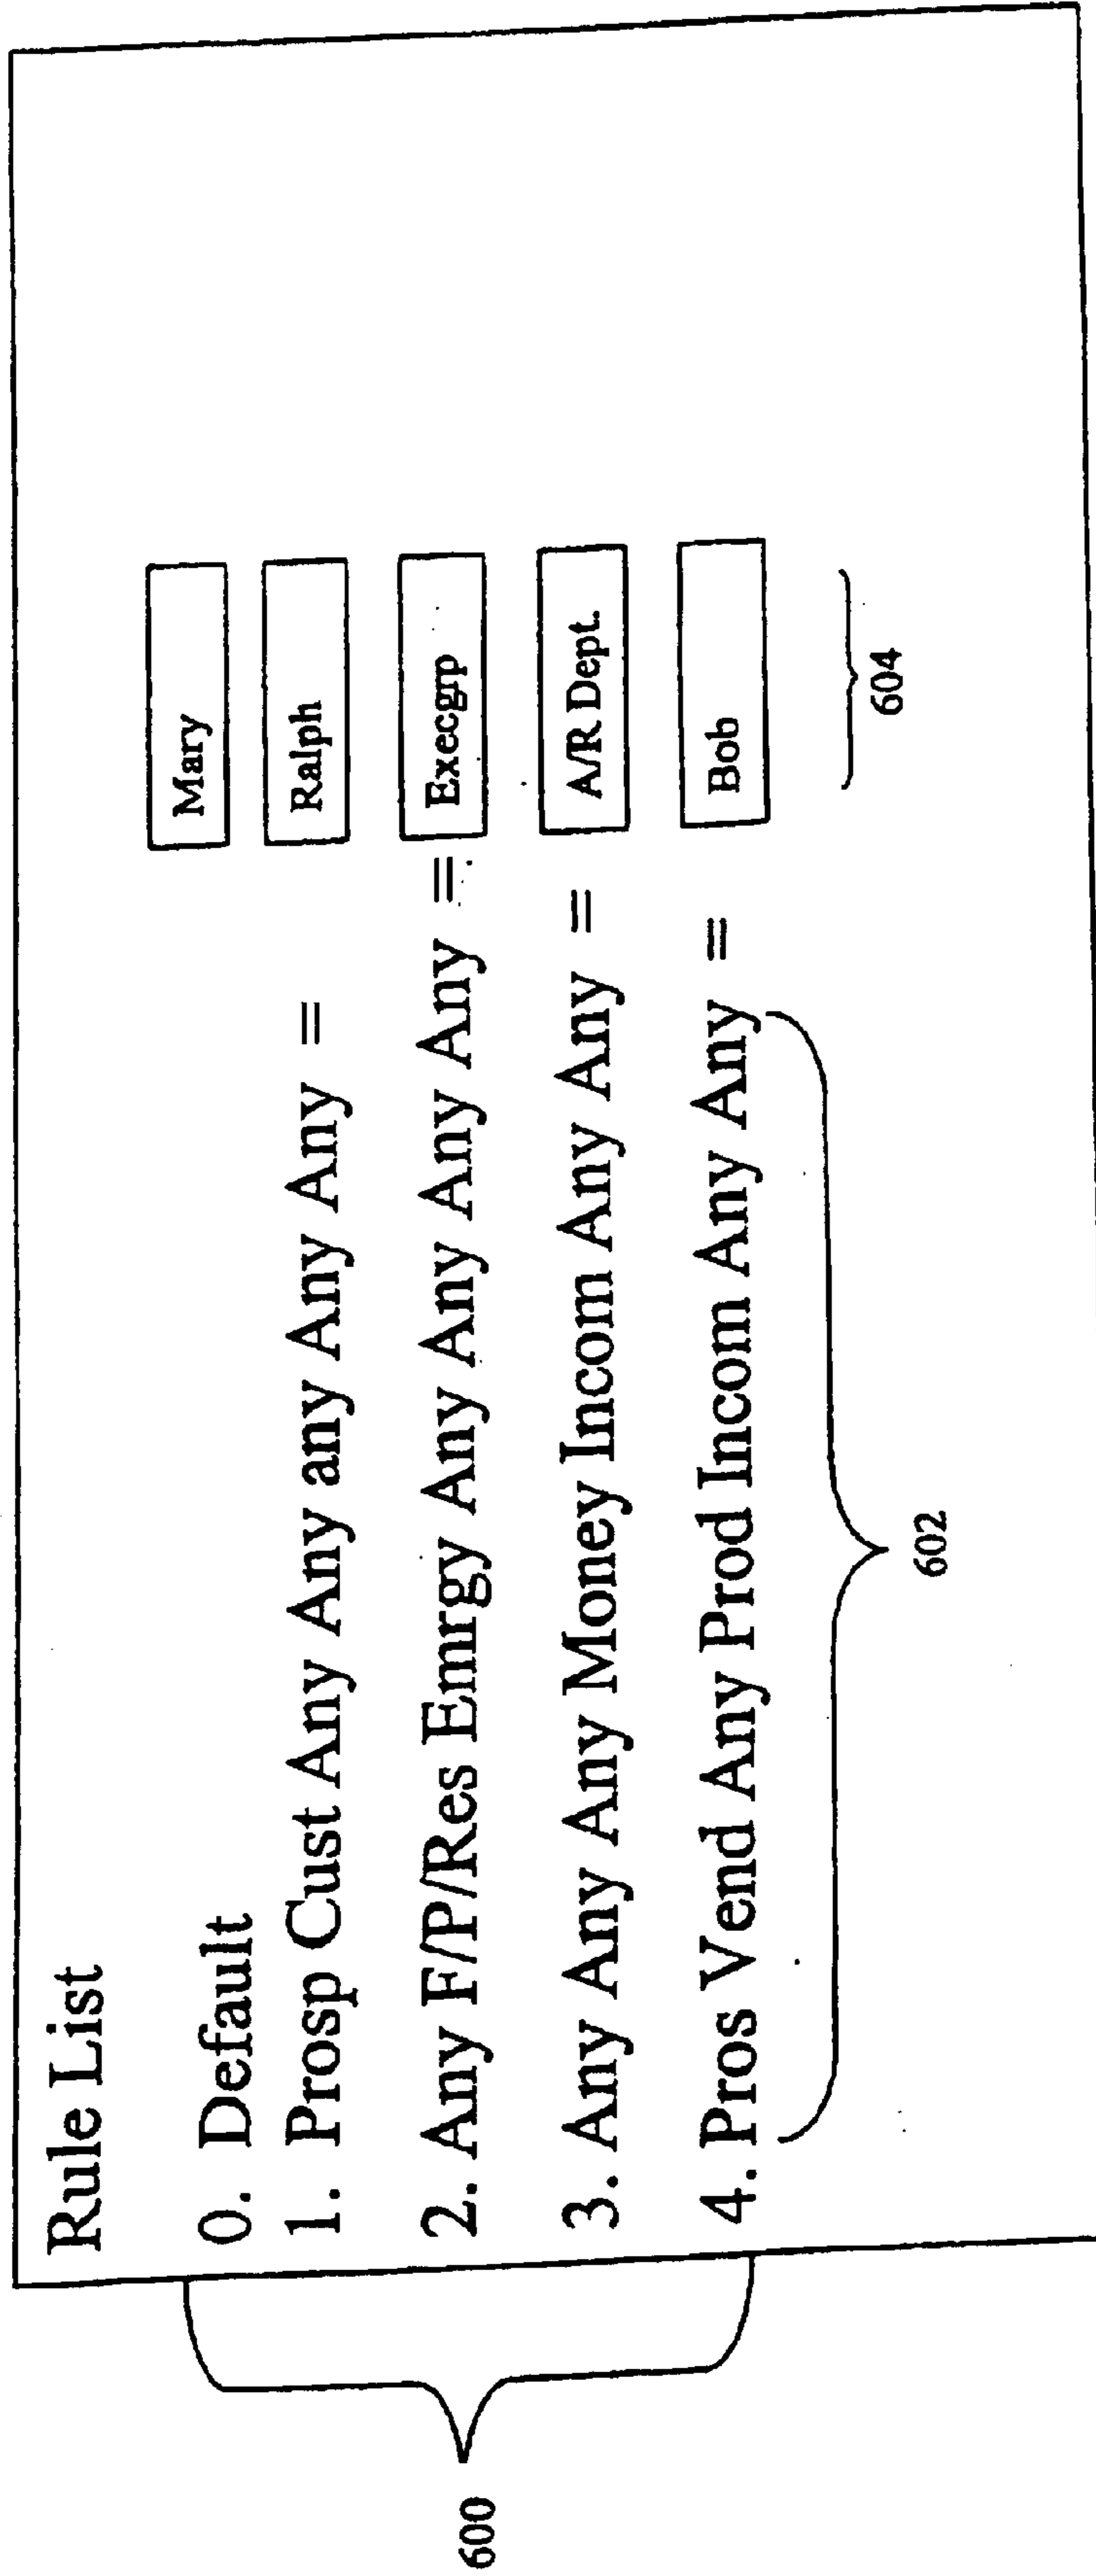 Rule List
0. Default Mary
1. Prosp Cust Any Any any Any Any = Ralph
2. Any F/P/Res Emrgy Any Any Any Any Any = Execgrp
3. Any Any Any Money Incom Any Any = A/R Dept.
4. Pros Vend Any Prod Incom Any Any = Bob
600
602
604